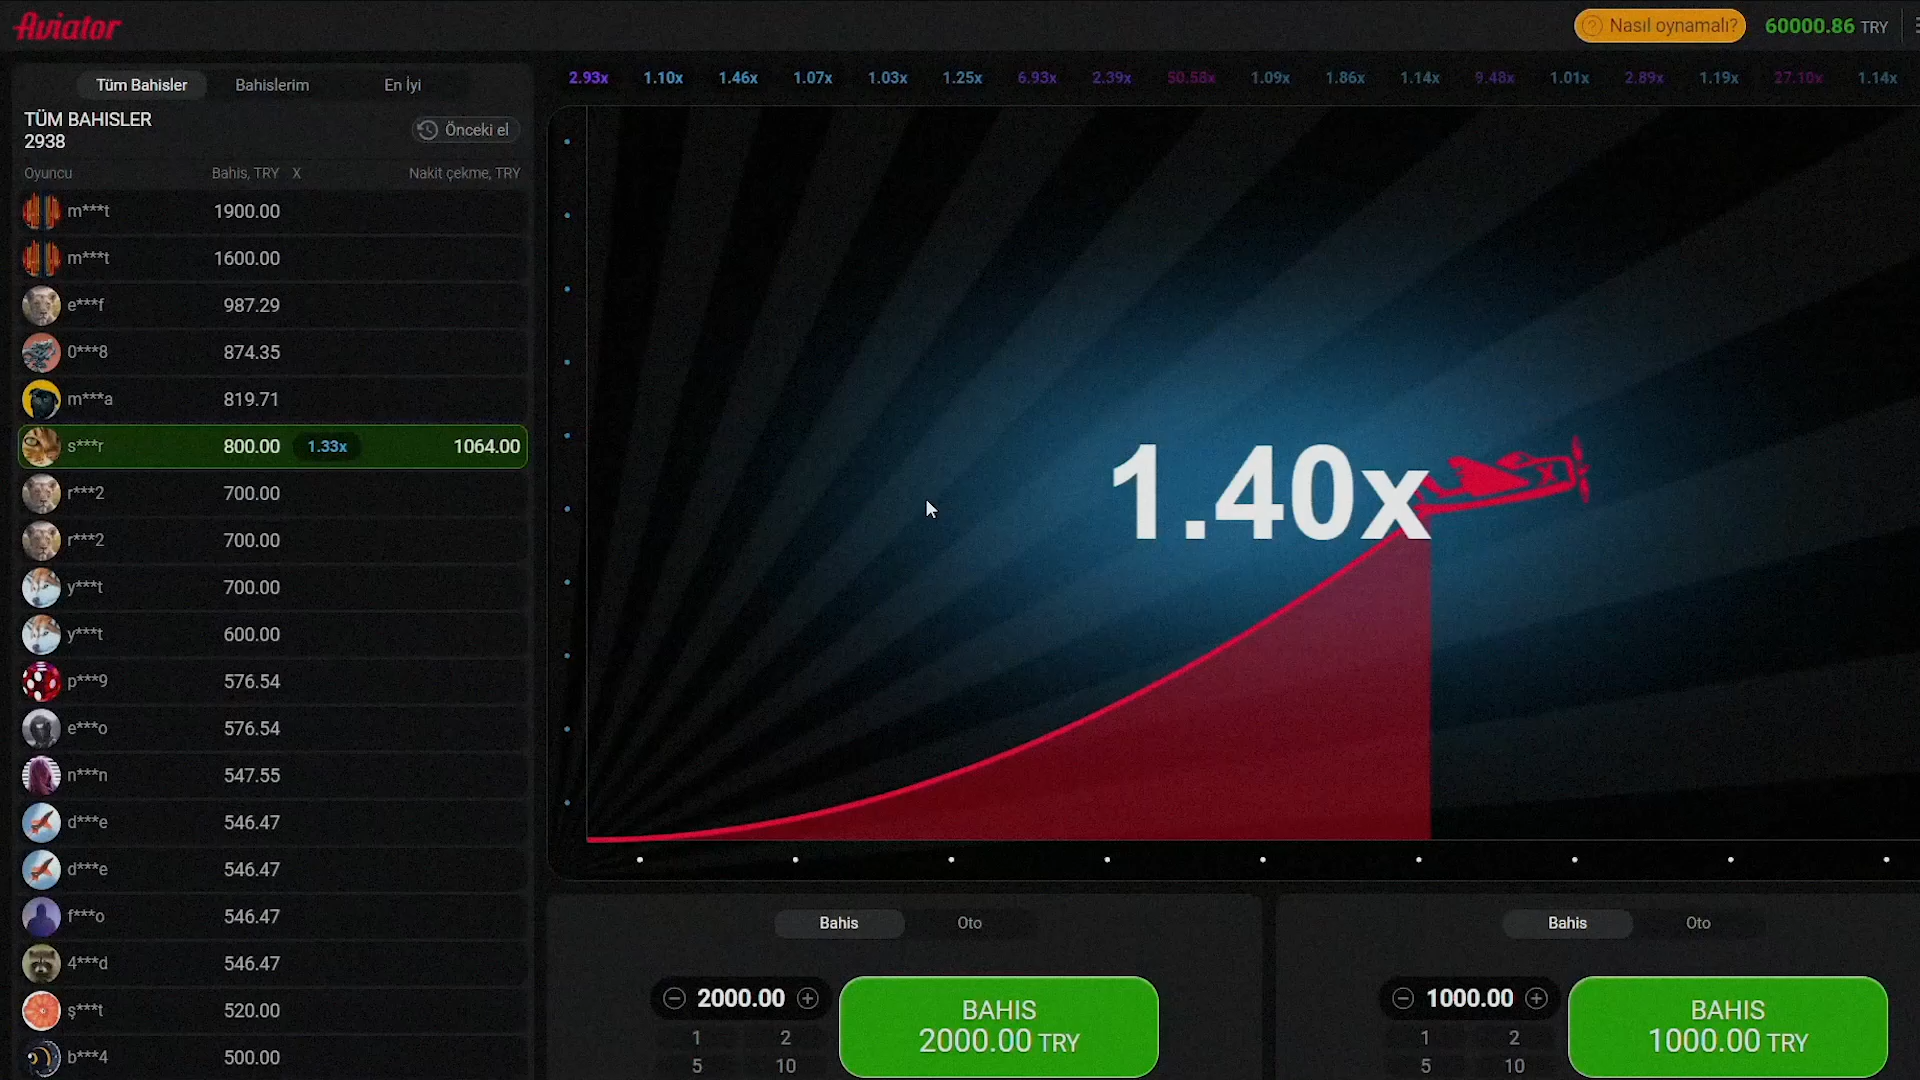 Aviator
Nasıl oynamalı?
60000.86 TRY
Tüm Bahisler
Bahislerim
En İyi
2.93x 1.10x 1.46x 1.07x 1.03x 1.25x 6.93x 2.39x 50.58x 1.09x 1.86x 1.14x 9.48x 1.01x 2.89x 1.19x 27.10x 1.14x
TÜM BAHISLER
2938
Önceki el
Oyuncu Bahis, TRY X Nakit çekme, TRY
m***t 1900.00
m***t 1600.00
e***f 987.29
0***8 874.35
m***a 819.71
s***r 800.00 1.33x 1064.00
r***2 700.00
r***2 700.00
y***t 700.00
y***t 600.00
p***9 576.54
e***o 576.54
n***n 547.55
d***e 546.47
d***e 546.47
f***o 546.47
4***d 546.47
ş***t 520.00
b***4 500.00
1.40x
Bahis Oto
2000.00
1 2
5 10
BAHIS
2000.00 TRY
Bahis Oto
1000.00
1 2
5 10
BAHIS
1000.00 TRY